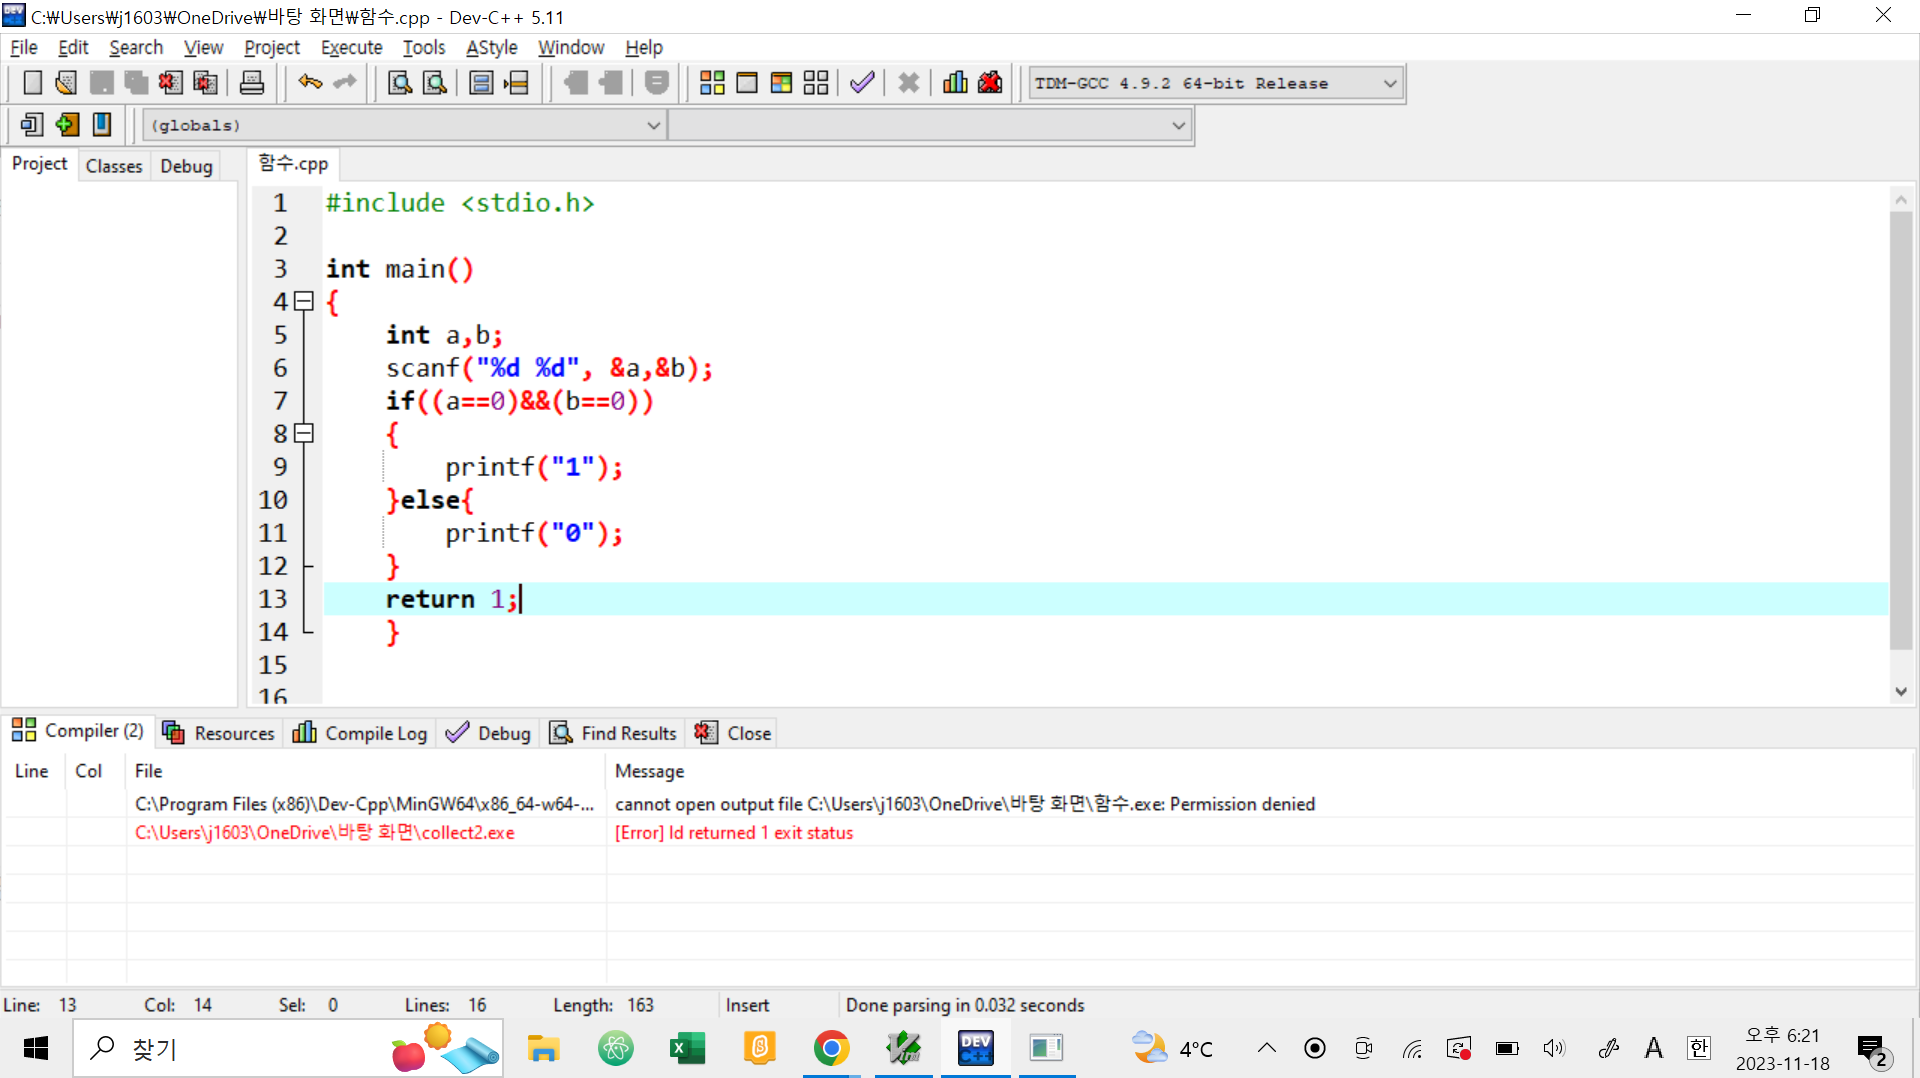 C:₩Users₩j1603₩OneDrive₩바탕 화면₩함수.cpp - Dev-C++ 5.11
File Edit Search View Project Execute Tools AStyle Window Help
TDM-GCC 4.9.2 64-bit Release
(globals)
Project Classes Debug
함수.cpp
1 #include <stdio.h>
2
3 int main()
4 {
5 int a,b;
6 scanf("%d %d", &a,&b);
7 if((a==0)&&(b==0))
8 {
9 printf("1");
10 }else{
11 printf("0");
12 }
13 return 1;
14 }
15
16
Compiler (2) Resources Compile Log Debug Find Results Close
Line Col File Message
C:\Program Files (x86)\Dev-Cpp\MinGW64\x86_64-w64-... cannot open output file C:\Users\j1603\OneDrive\바탕 화면\함수.exe: Permission denied
C:\Users\j1603\OneDrive\바탕 화면\collect2.exe [Error] ld returned 1 exit status
Line: 13 Col: 14 Sel: 0 Lines: 16 Length: 163 Insert Done parsing in 0.032 seconds
찾기
DEV C++
4°C
A
한
오후 6:21
2023-11-18
2